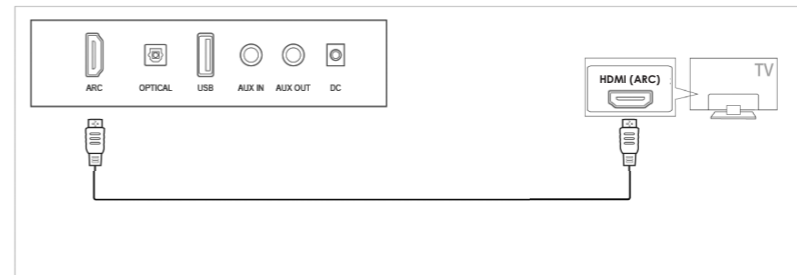 TV
HDMI (ARC)
ARC OPTICAL USB AUX IN AUX OUT DC